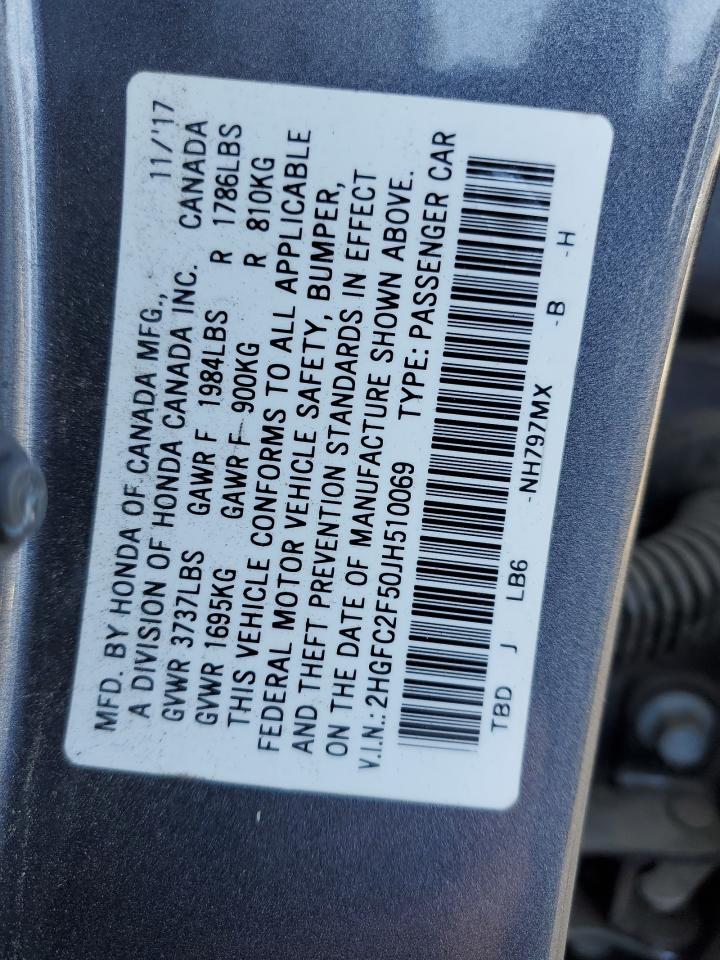 MFD. BY HONDA OF CANADA MFG., 11/'17
A DIVISION OF HONDA CANADA INC. CANADA
GVWR 3737LBS GAWR F 1984LBS R 1786LBS
GVWR 1695KG GAWR F 900KG R 810KG
THIS VEHICLE CONFORMS TO ALL APPLICABLE
FEDERAL MOTOR VEHICLE SAFETY, BUMPER,
AND THEFT PREVENTION STANDARDS IN EFFECT
ON THE DATE OF MANUFACTURE SHOWN ABOVE.
V.I.N.: 2HGFC2F50JH510069 TYPE: PASSENGER CAR
TBD J LB6 -NH797MX -B -H